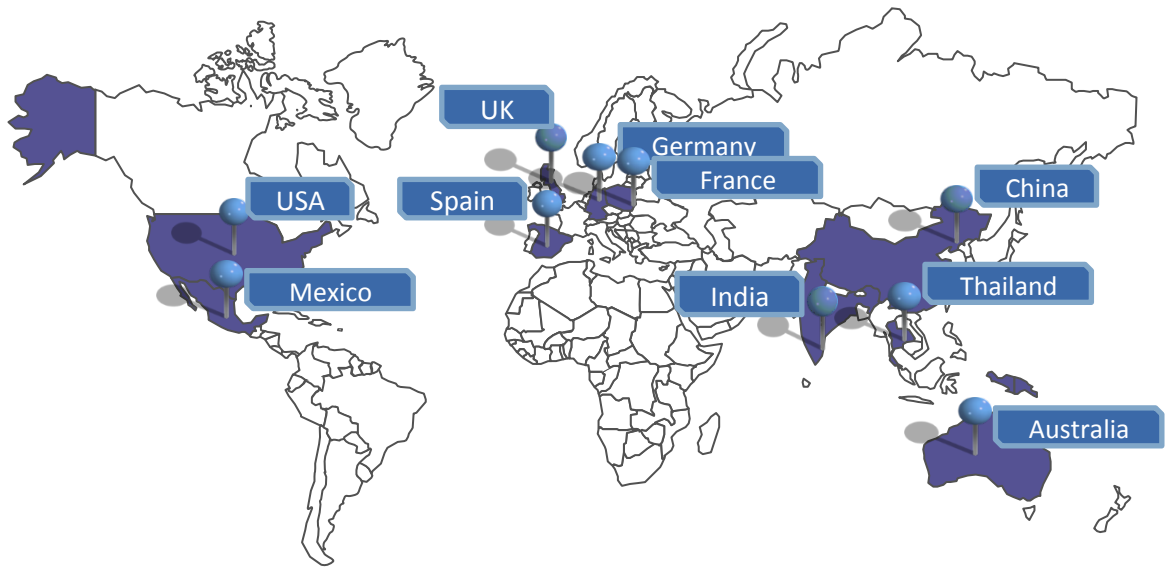 UK
Germany
France
China
USA
Spain
Mexico
India
Thailand
Australia